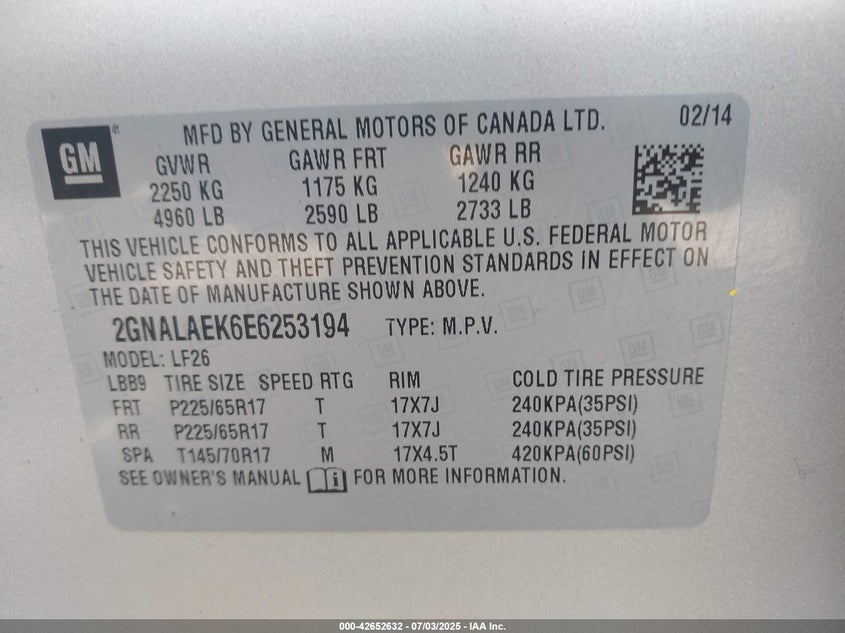 GM
MFD BY GENERAL MOTORS OF CANADA LTD. 02/14
GVWR GAWR FRT GAWR RR
2250 KG 1175 KG 1240 KG
4960 LB 2590 LB 2733 LB
THIS VEHICLE CONFORMS TO ALL APPLICABLE U.S. FEDERAL MOTOR
VEHICLE SAFETY AND THEFT PREVENTION STANDARDS IN EFFECT ON
THE DATE OF MANUFACTURE SHOWN ABOVE.
2GNALAEK6E6253194 TYPE: M.P.V.
MODEL: LF26
LBB9 TIRE SIZE SPEED RTG RIM COLD TIRE PRESSURE
FRT P225/65R17 T 17X7J 240KPA(35PSI)
RR P225/65R17 T 17X7J 240KPA(35PSI)
SPA T145/70R17 M 17X4.5T 420KPA(60PSI)
SEE OWNER'S MANUAL i FOR MORE INFORMATION.
000-42652632 - 07/03/2025 - IAA Inc.